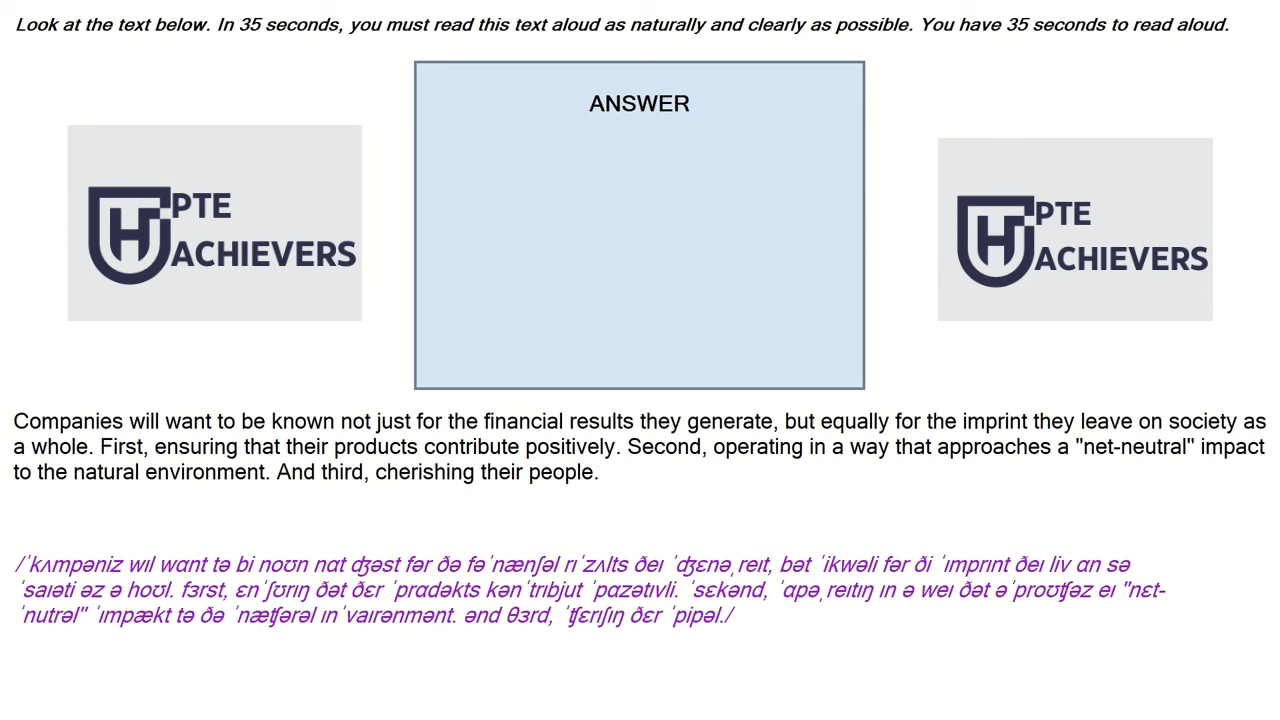 Look at the text below. In 35 seconds, you must read this text aloud as naturally and clearly as possible. You have 35 seconds to read aloud.
ANSWER
PTE
ACHIEVERS
PTE
ACHIEVERS
Companies will want to be known not just for the financial results they generate, but equally for the imprint they leave on society as
a whole. First, ensuring that their products contribute positively. Second, operating in a way that approaches a "net-neutral" impact
to the natural environment. And third, cherishing their people.
/ˈkʌmpəniz wɪl wɑnt tə bi noʊn nɑt ʤəst fər ðə fəˈnænʃəl rɪˈzʌlts ðeɪ ˈʤɛnəˌreɪt, bət ˈikwəli fər ði ˈɪmprɪnt ðeɪ liv ɑn sə
ˈsaɪəti əz ə hoʊl. fɜrst, ɛnˈʃʊrɪŋ ðət ðɛr ˈprɑdəkts kənˈtrɪbjut ˈpɑzətɪvli. ˈsɛkənd, ˈɑpəˌreɪtɪŋ ɪn ə weɪ ðət əˈproʊʧəz eɪ "nɛt-
ˈnutrəl" ˈɪmpækt tə ðə ˈnæʧərəl ɪnˈvaɪrənmənt. ənd θɜrd, ˈʧɛrɪʃɪŋ ðɛr ˈpipəl./